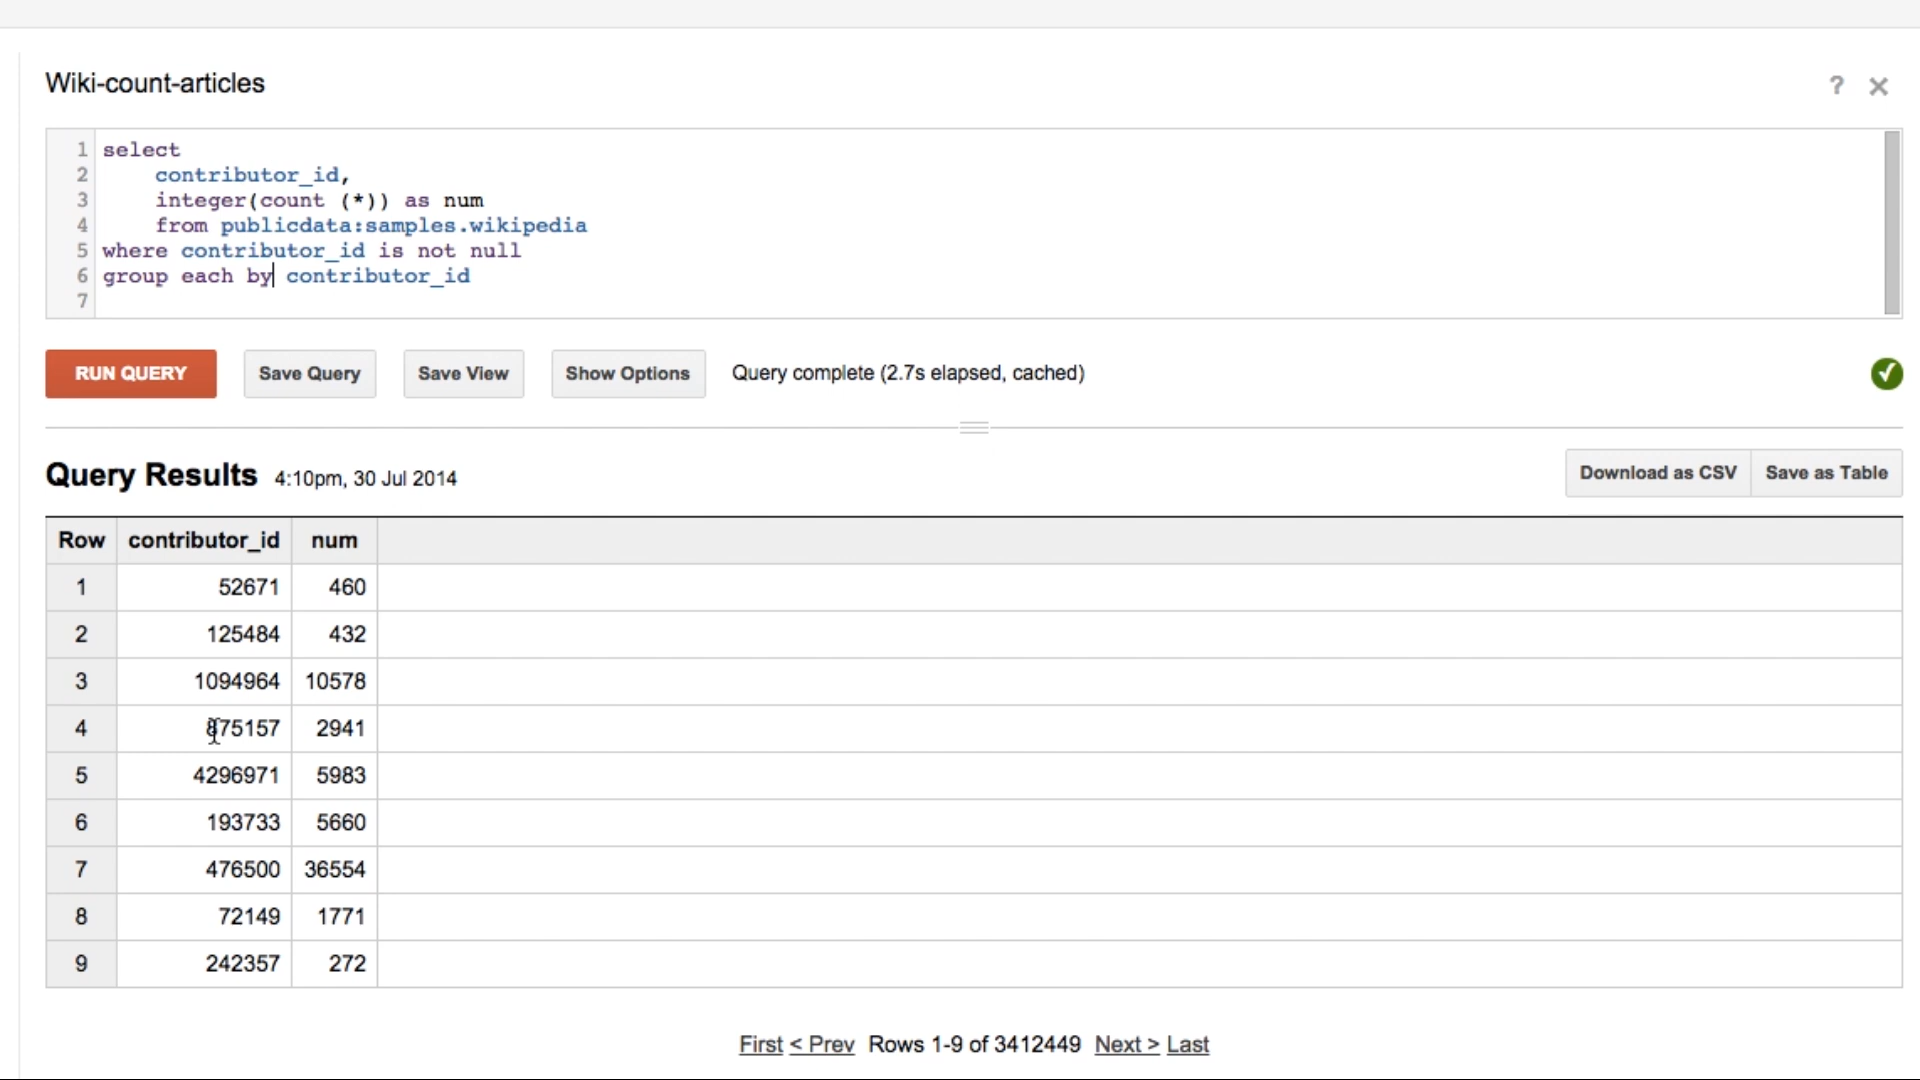 Wiki-count-articles
? ×
1 select
2 contributor_id,
3 integer(count (*)) as num
4 from publicdata:samples.wikipedia
5 where contributor_id is not null
6 group each by contributor_id
7
RUN QUERY Save Query Save View Show Options Query complete (2.7s elapsed, cached)
Query Results 4:10pm, 30 Jul 2014 Download as CSV Save as Table
Row contributor_id num
1 52671 460
2 125484 432
3 1094964 10578
4 875157 2941
5 4296971 5983
6 193733 5660
7 476500 36554
8 72149 1771
9 242357 272
First < Prev Rows 1-9 of 3412449 Next > Last